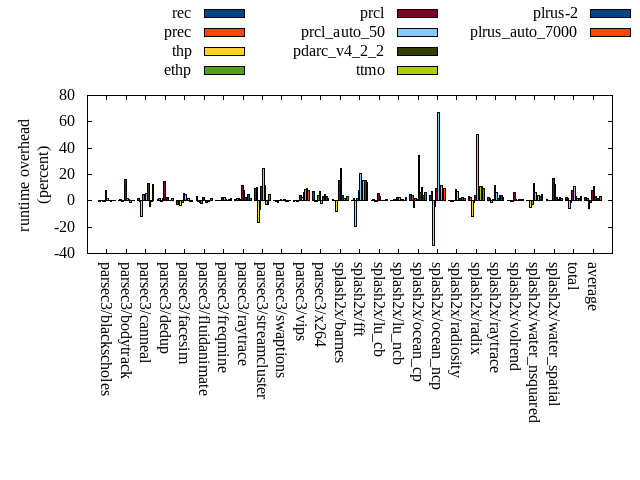 rec
prec
thp
ethp
prcl
prcl_auto_50
pdarc_v4_2_2
ttmo
plrus-2
plrus_auto_7000
runtime overhead
(percent)
80
60
40
20
0
-20
-40
parsec3/blackscholes
parsec3/bodytrack
parsec3/canneal
parsec3/dedup
parsec3/facesim
parsec3/fluidanimate
parsec3/freqmine
parsec3/raytrace
parsec3/streamcluster
parsec3/swaptions
parsec3/vips
parsec3/x264
splash2x/barnes
splash2x/fft
splash2x/lu_cb
splash2x/lu_ncb
splash2x/ocean_cp
splash2x/ocean_ncp
splash2x/radiosity
splash2x/radix
splash2x/raytrace
splash2x/volrend
splash2x/water_nsquared
splash2x/water_spatial
total
average